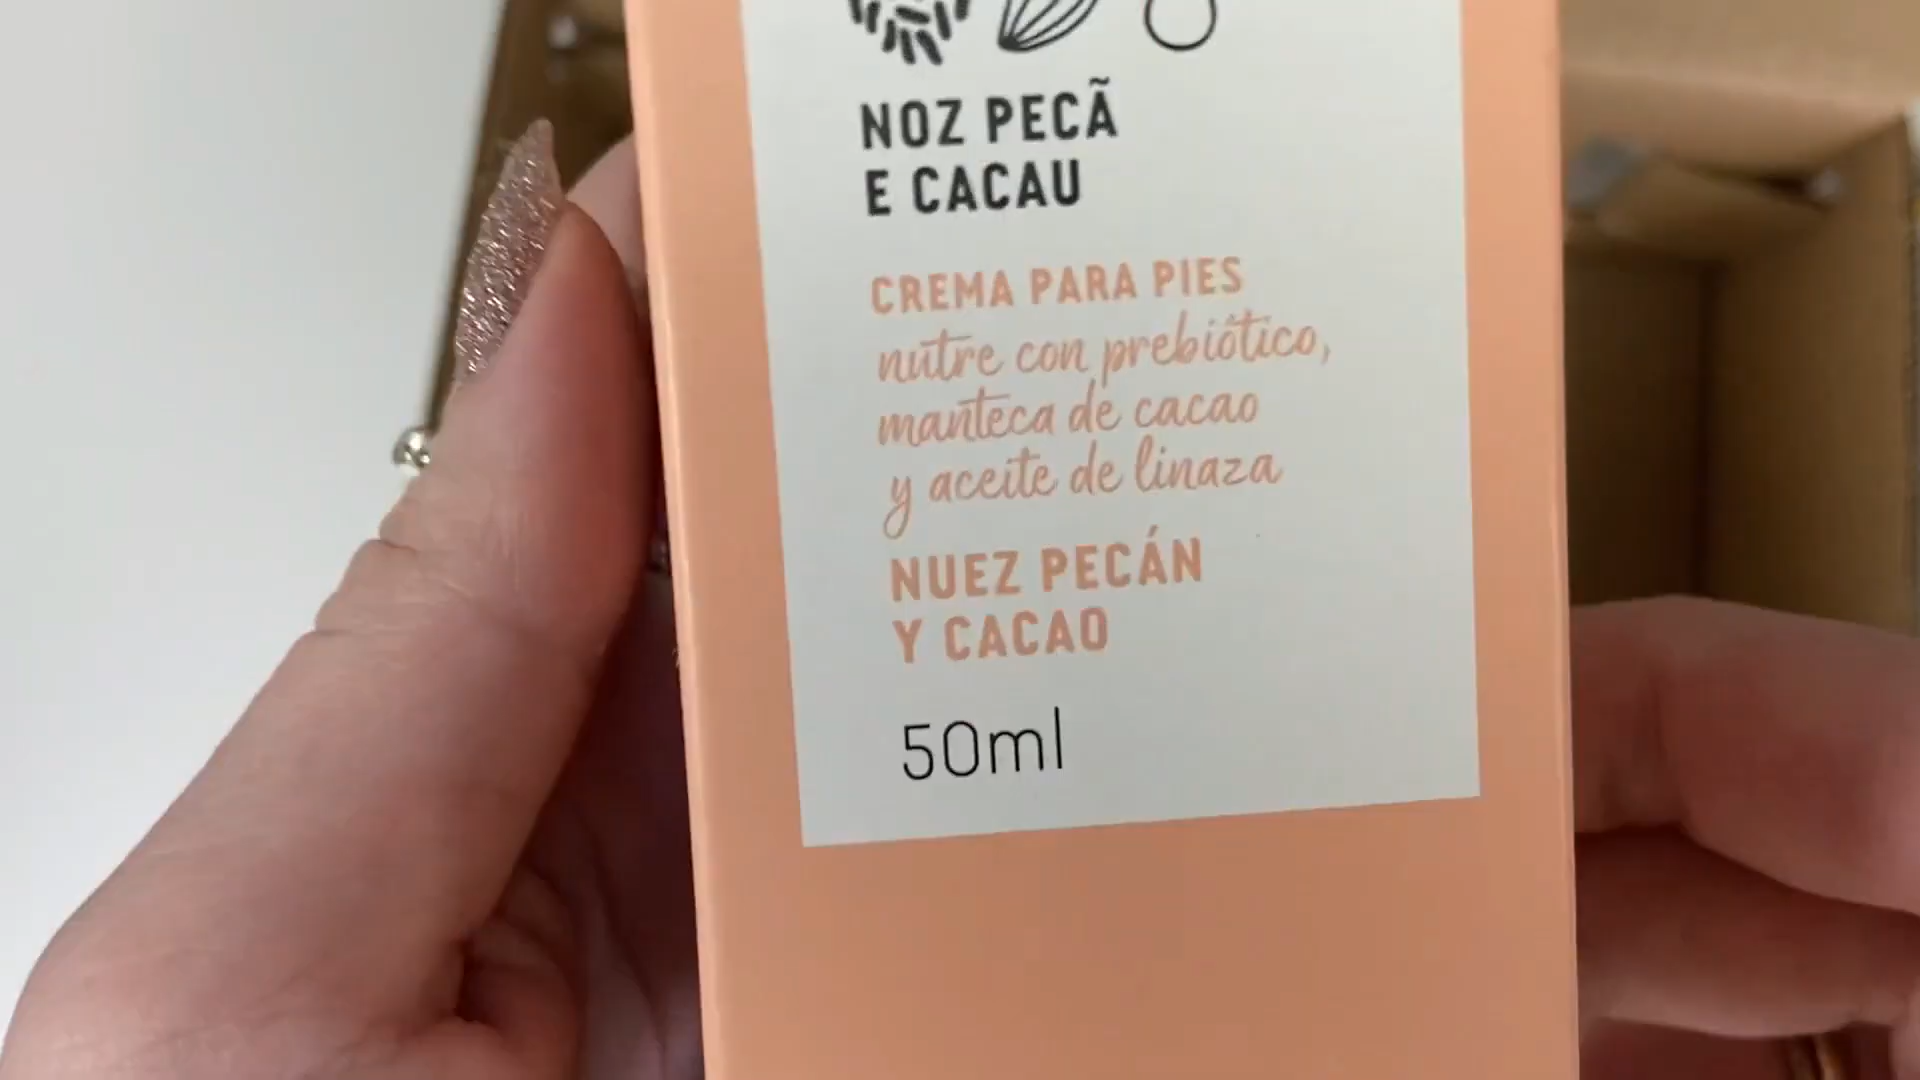 NOZ PECÃ
E CACAU
CREMA PARA PIES
nutre con prebiótico,
manteca de cacao
y aceite de linaza
NUEZ PECÁN
Y CACAO
50ml